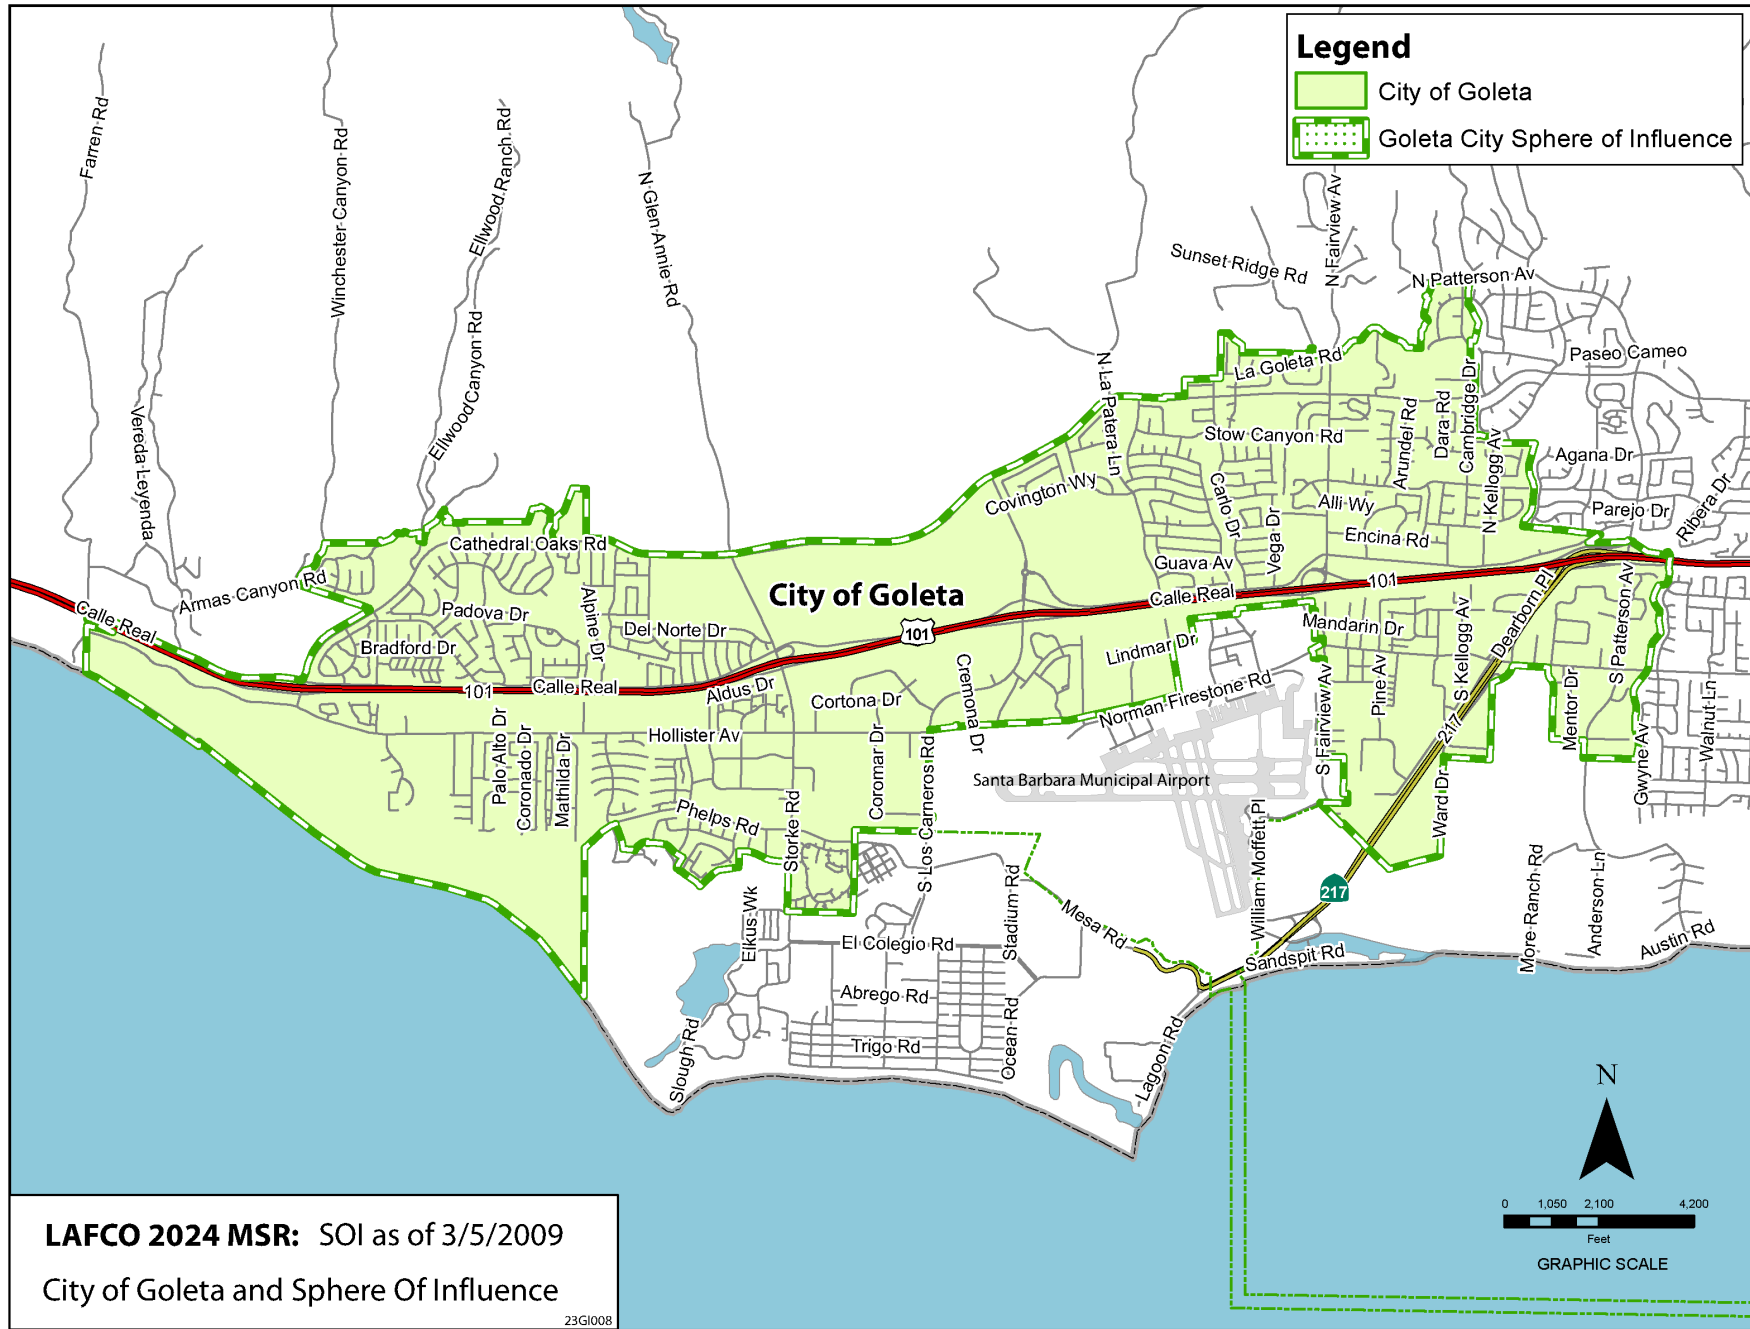 Legend
City of Goleta
Goleta City Sphere of Influence
Farren Rd
Winchester Canyon Rd
Ellwood Ranch Rd
N Glen Annie Rd
Ellwood Canyon Rd
Vereda Leyenda
Sunset Ridge Rd
N Fairview Av
N Patterson Av
Paseo Cameo
La Goleta Rd
N La Patera Ln
Stow Canyon Rd
Arundel Rd
Dara Rd
Cambridge Dr
N Kellogg Av
Agana Dr
Covington Wy
Carlo Dr
Alli Wy
Parejo Dr
Ribera Dr
Vega Dr
Encina Rd
Cathedral Oaks Rd
Guava Av
Armas Canyon Rd
City of Goleta
101
Calle Real
101
Dearborn Pl
S Patterson Av
Calle Real
Padova Dr
Alpine Dr
Del Norte Dr
Bradford Dr
Mandarin Dr
S Kellogg Av
Lindmar Dr
101
Calle Real
Aldus Dr
Cortona Dr
Cremona Dr
Norman Firestone Rd
S Fairview Av
Pine Av
217
Mentor Dr
Walnut Ln
Palo Alto Dr
Coronado Dr
Mathilda Dr
Hollister Av
Coromar Dr
S Los Carneros Rd
Santa Barbara Municipal Airport
Gwyne Av
Phelps Rd
Storke Rd
William Moffett Pl
Ward Dr
217
Elkus Wk
Stadium Rd
Mesa Rd
More Ranch Rd
Anderson Ln
Austin Rd
El Colegio Rd
Sandspit Rd
Abrego Rd
Ocean Rd
Trigo Rd
Slough Rd
Lagoon Rd
N
0 1,050 2,100 4,200
Feet
GRAPHIC SCALE
LAFCO 2024 MSR: SOI as of 3/5/2009
City of Goleta and Sphere Of Influence
23GI008